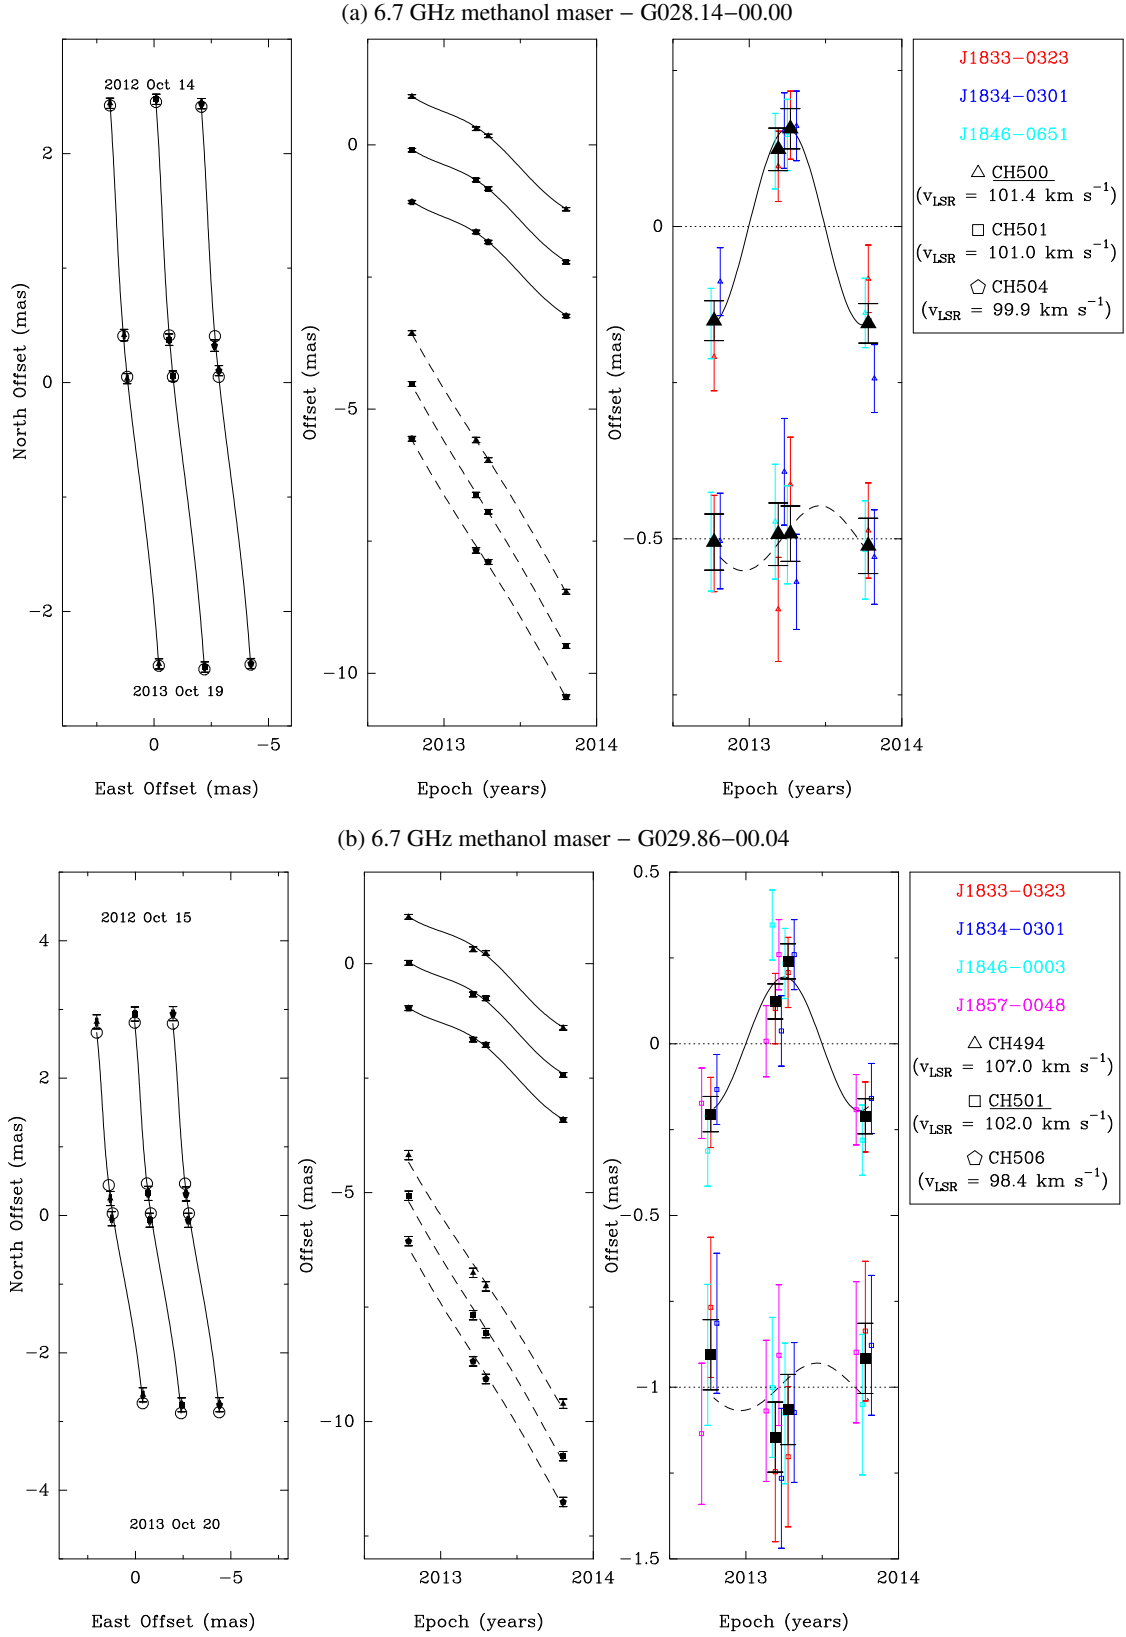 (a) 6.7 GHz methanol maser − G028.14−00.00
2012 Oct 14
2013 Oct 19
2
0
−2
North Offset (mas)
0
−5
East Offset (mas)
0
−5
−10
Offset (mas)
2013
2014
Epoch (years)
0
−0.5
Offset (mas)
2013
2014
Epoch (years)
J1833−0323
J1834−0301
J1846−0651
△ CH500
(vLSR = 101.4 km s−1)
□ CH501
(vLSR = 101.0 km s−1)
⬠ CH504
(vLSR = 99.9 km s−1)
(b) 6.7 GHz methanol maser − G029.86−00.04
2012 Oct 15
2013 Oct 20
4
2
0
−2
−4
North Offset (mas)
0
−5
East Offset (mas)
0
−5
−10
Offset (mas)
2013
2014
Epoch (years)
0.5
0
−0.5
−1
−1.5
Offset (mas)
2013
2014
Epoch (years)
J1833−0323
J1834−0301
J1846−0003
J1857−0048
△ CH494
(vLSR = 107.0 km s−1)
□ CH501
(vLSR = 102.0 km s−1)
⬠ CH506
(vLSR = 98.4 km s−1)